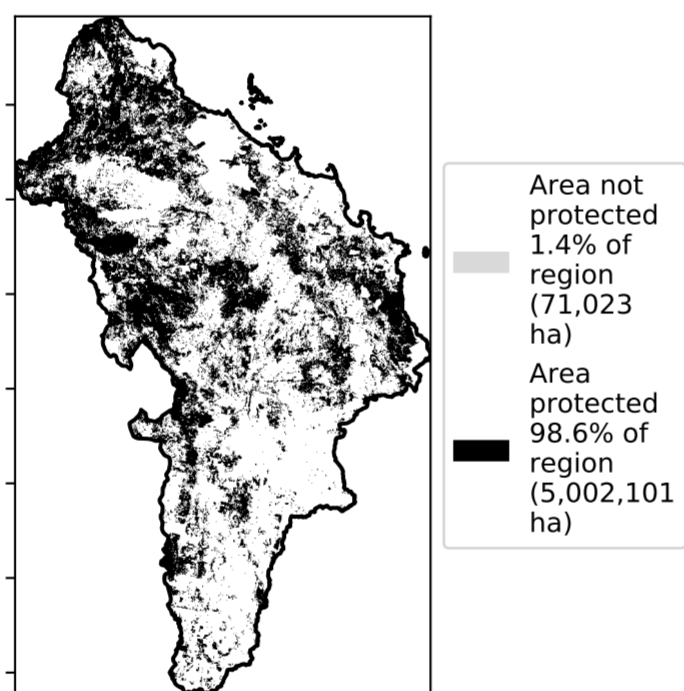 Area not
protected
1.4% of
region
(71,023
ha)
Area
protected
98.6% of
region
(5,002,101
ha)